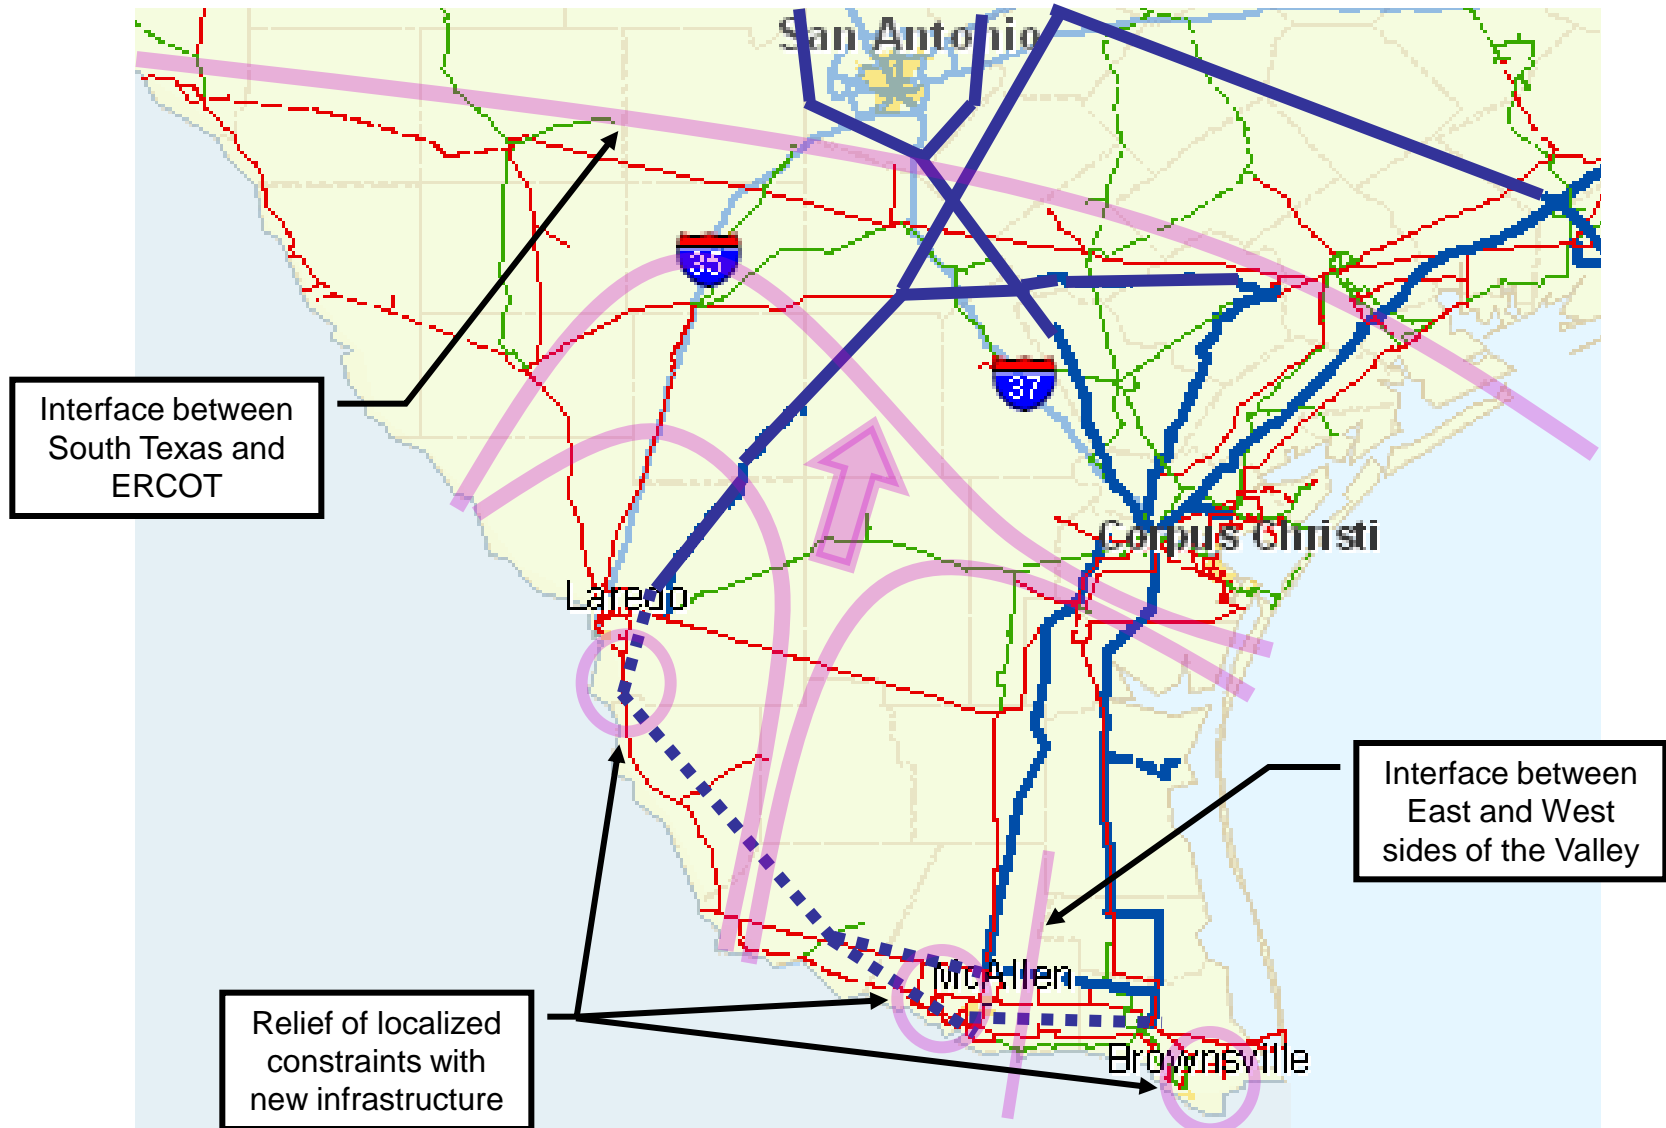 San Antonio
35
37
Interface between
South Texas and
ERCOT
Corpus Christi
Laredo
Interface between
East and West
sides of the Valley
McAllen
Relief of localized
constraints with
new infrastructure
Brownsville